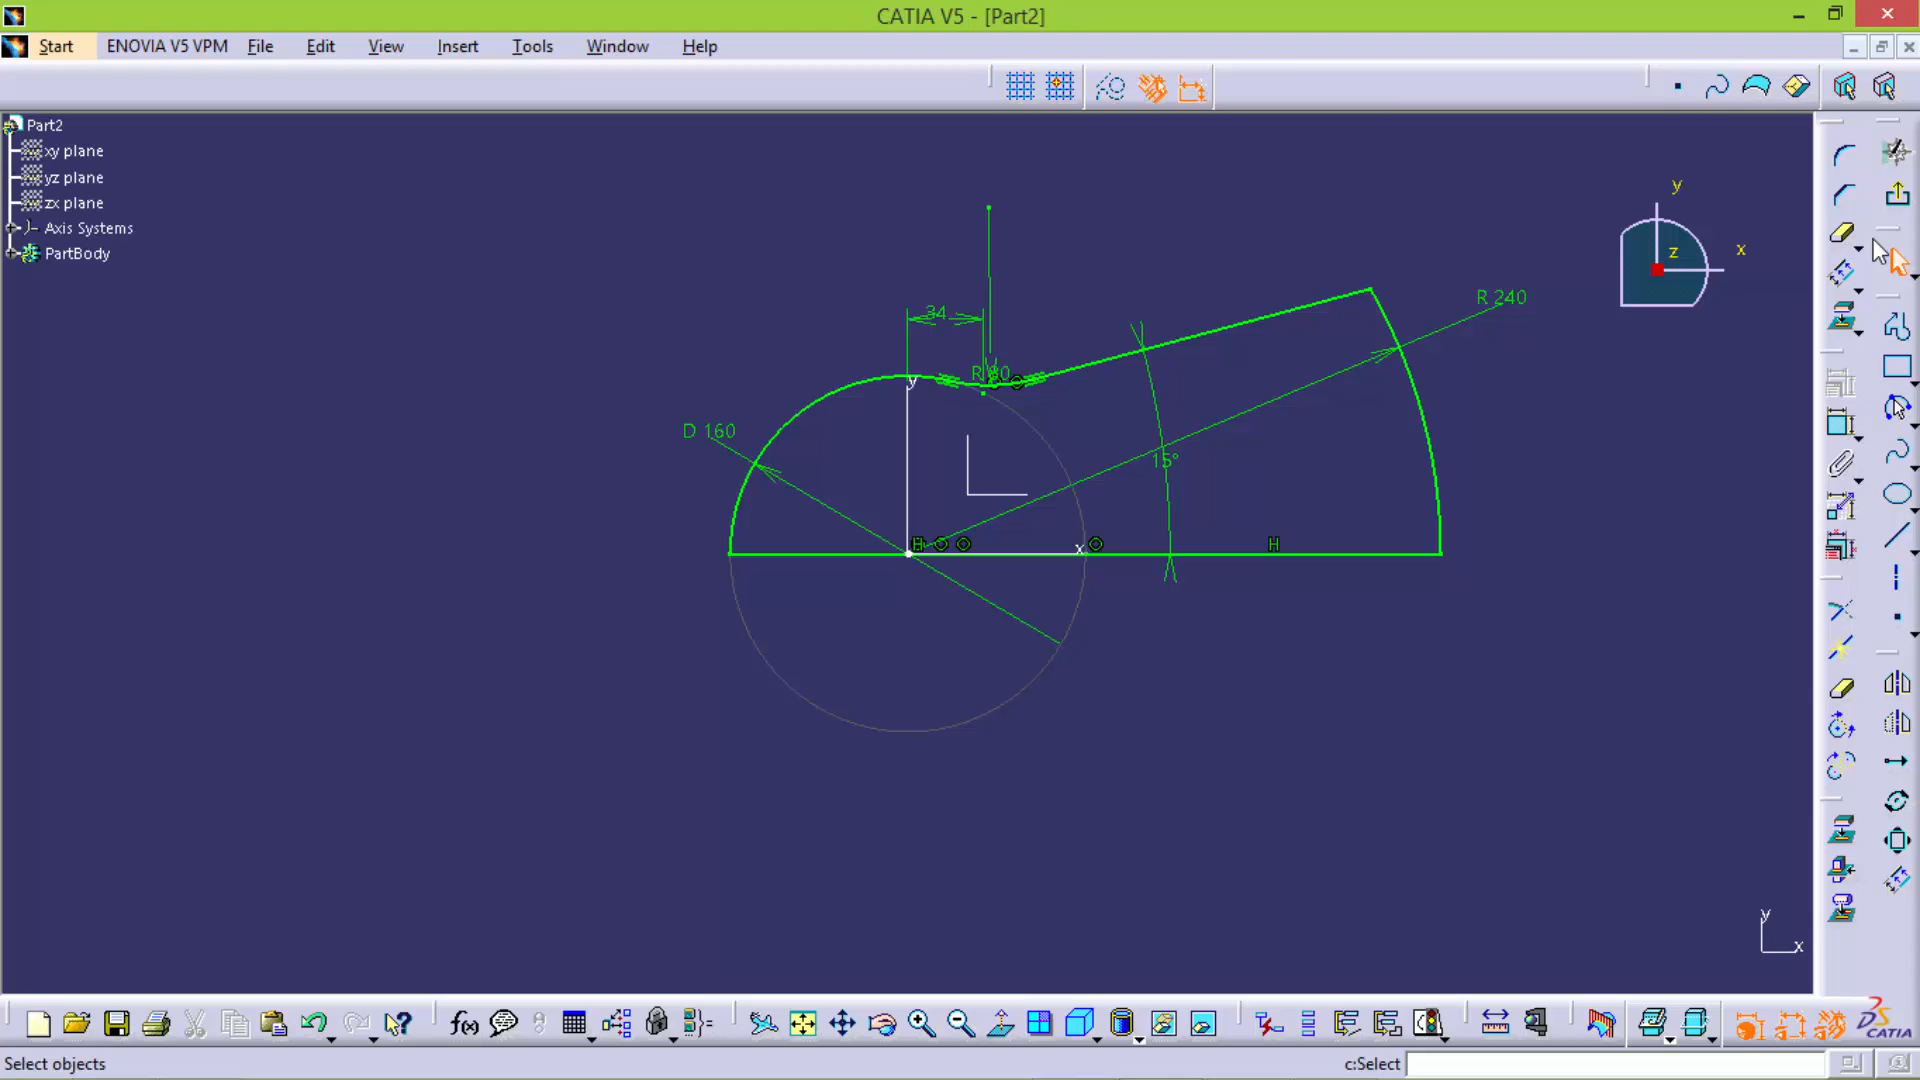 CATIA V5 - [Part2]
Start ENOVIA V5 VPM File Edit View Insert Tools Window Help
Part2
xy plane
yz plane
zx plane
Axis Systems
PartBody
y
x
z
R 240
34
y
D 160
15°
H
x
H
y
x
f(x)
CATIA
Select objects
c:Select